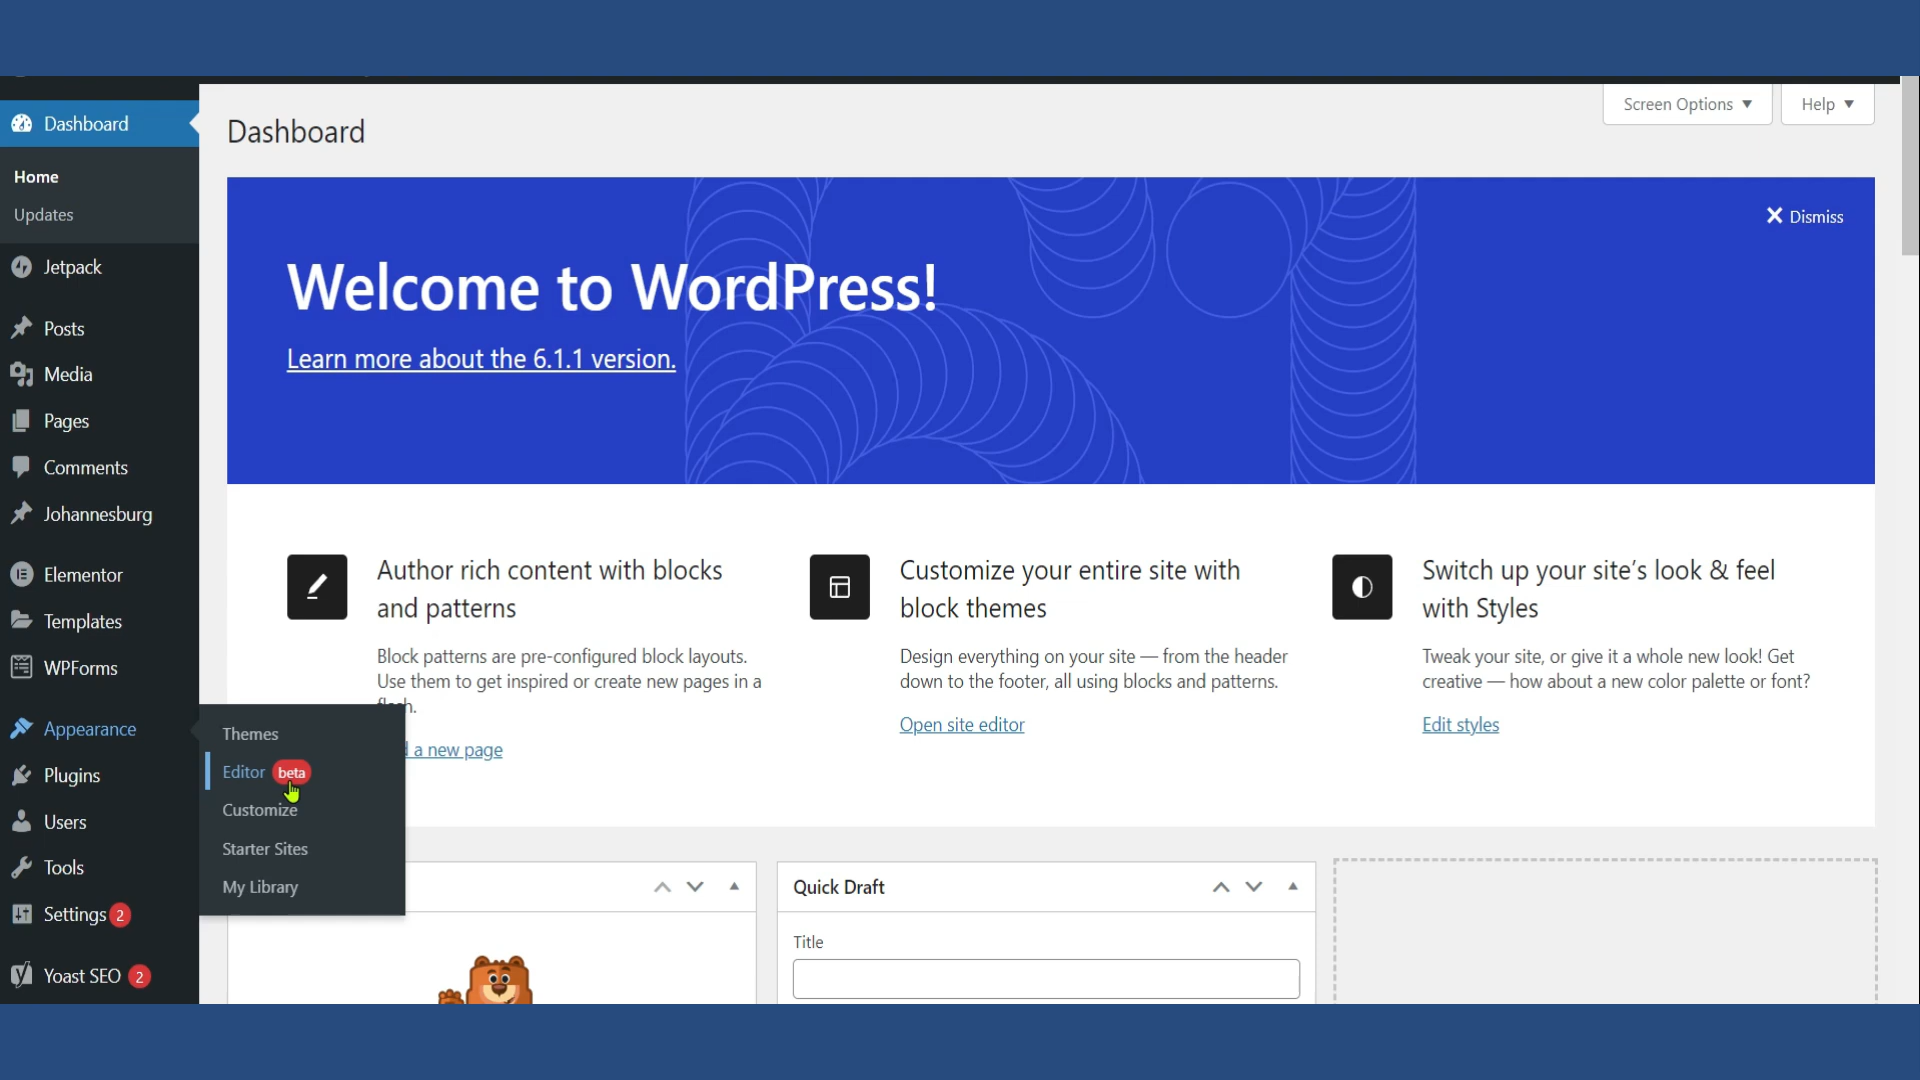 Dashboard
Home
Updates
Jetpack
Posts
Media
Pages
Comments
Johannesburg
Elementor
Templates
WPForms
Appearance
Plugins
Users
Tools
Settings 2
Yoast SEO 2
Themes
Editor beta
Customize
Starter Sites
My Library
Dashboard
Screen Options ▼
Help ▼
Dismiss
Welcome to WordPress!
Learn more about the 6.1.1 version.
Author rich content with blocks
and patterns
Block patterns are pre-configured block layouts.
Use them to get inspired or create new pages in a
a new page
Customize your entire site with
block themes
Design everything on your site — from the header
down to the footer, all using blocks and patterns.
Open site editor
Switch up your site's look & feel
with Styles
Tweak your site, or give it a whole new look! Get
creative — how about a new color palette or font?
Edit styles
Quick Draft
Title